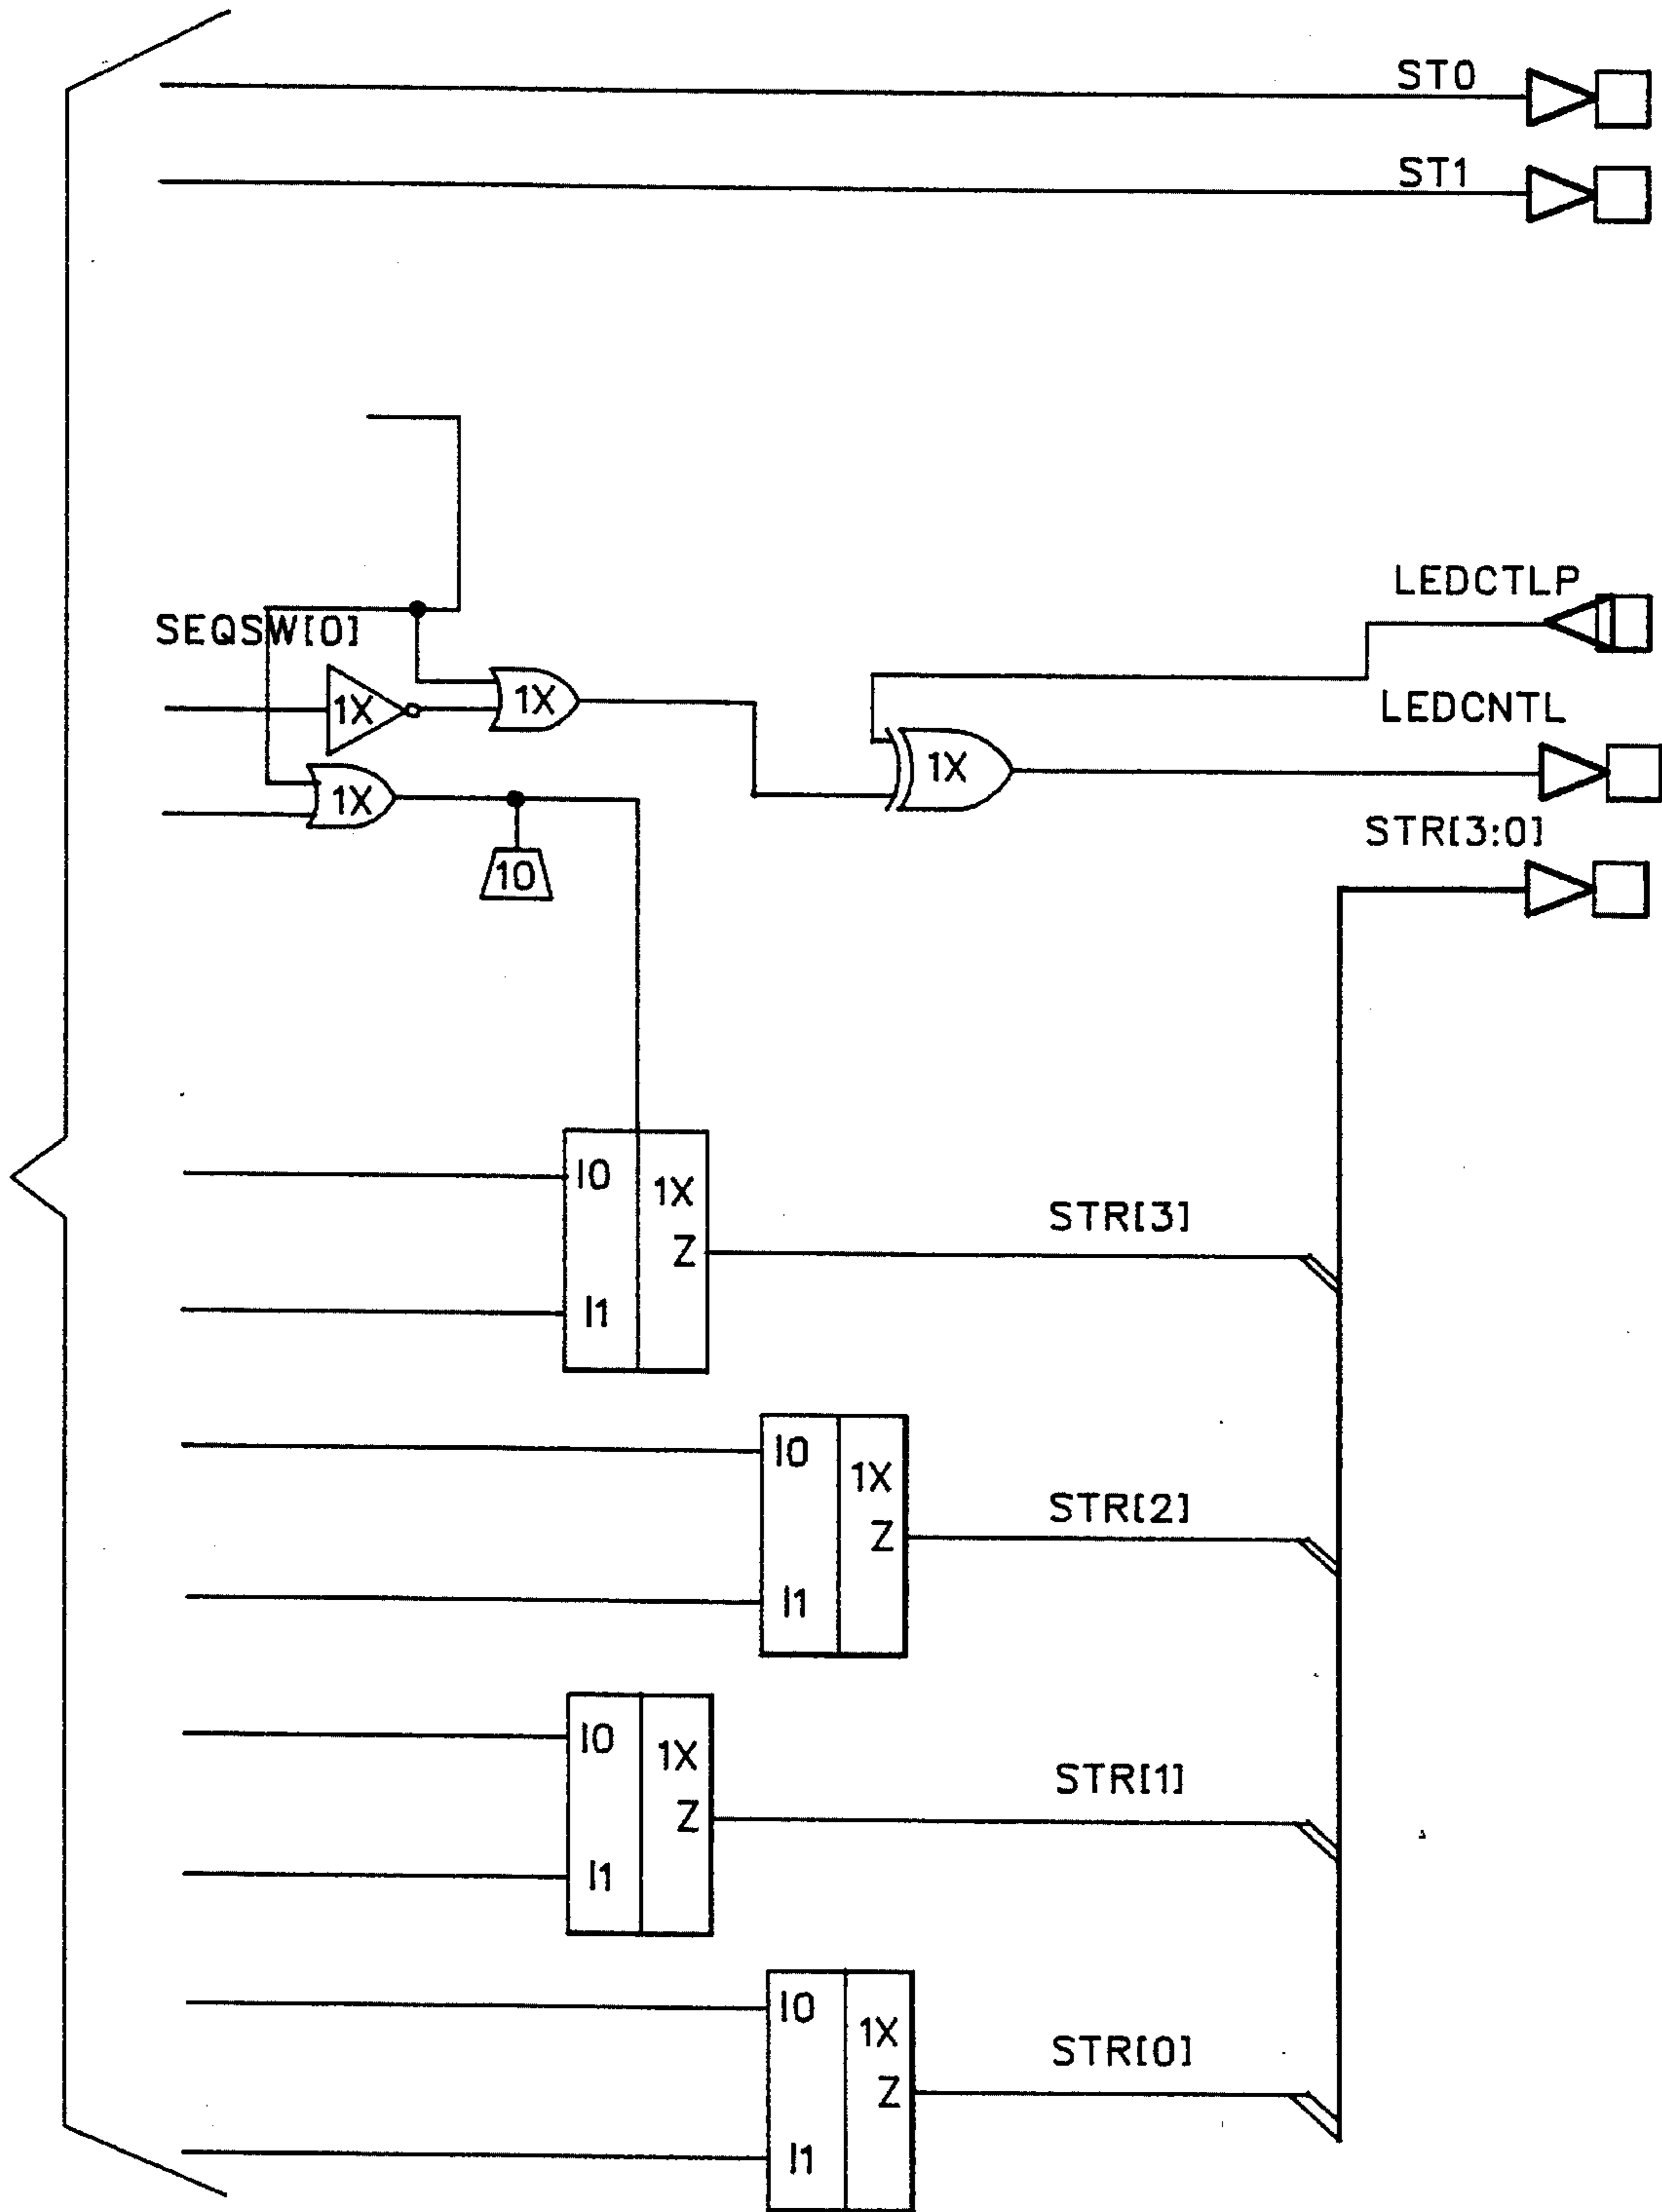 ST0
ST1
LEDCTLP
SEQSW[0]
1X
1X
LEDCNTL
1X
1X
STR[3:0]
10
I0
1X
STR[3]
Z
I1
I0
1X
STR[2]
Z
I1
I0
1X
STR[1]
Z
I1
I0
1X
STR[0]
Z
I1